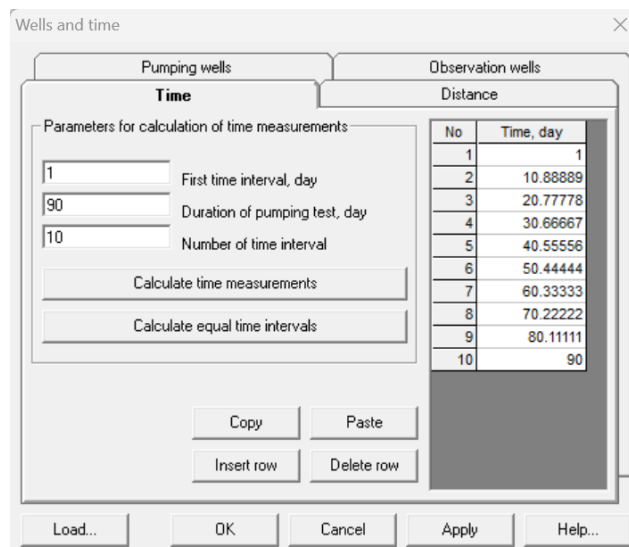 Wells and time
Pumping wells Observation wells
Time Distance
Parameters for calculation of time measurements
1 First time interval, day
90 Duration of pumping test, day
10 Number of time interval
Calculate time measurements
Calculate equal time intervals
No Time, day
1 1
2 10.88889
3 20.77778
4 30.66667
5 40.55556
6 50.44444
7 60.33333
8 70.22222
9 80.11111
10 90
Copy Paste
Insert row Delete row
Load... OK Cancel Apply Help...